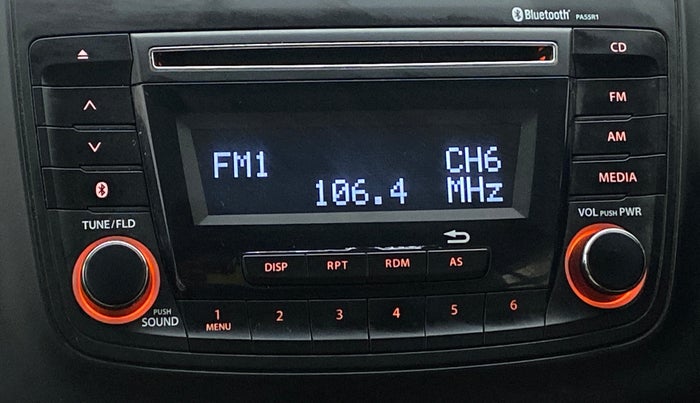 Bluetooth PASSR1
CD
FM
AM
MEDIA
FM1 CH6
106.4 MHz
TUNE/FLD
VOL PUSH PWR
DISP RPT RDM AS
PUSH
SOUND
1 2 3 4 5 6
MENU